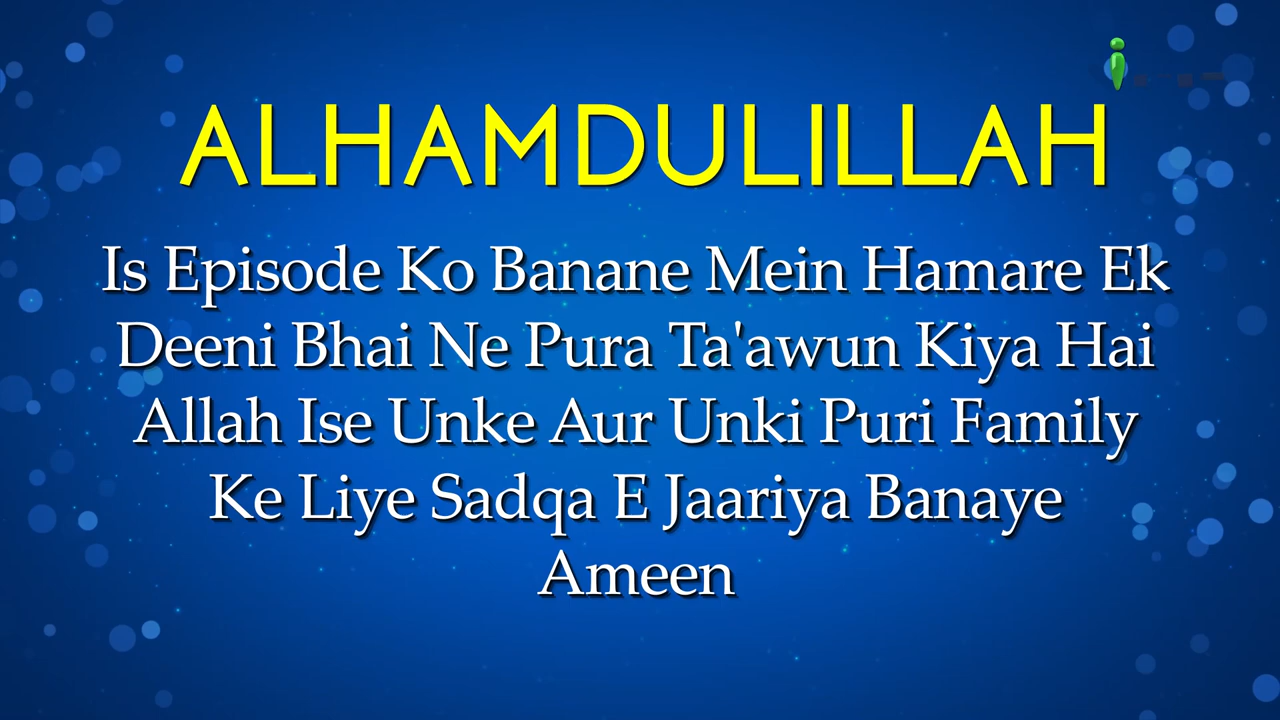 ALHAMDULILLAH
Is Episode Ko Banane Mein Hamare Ek
Deeni Bhai Ne Pura Ta'awun Kiya Hai
Allah Ise Unke Aur Unki Puri Family
Ke Liye Sadqa E Jaariya Banaye
Ameen